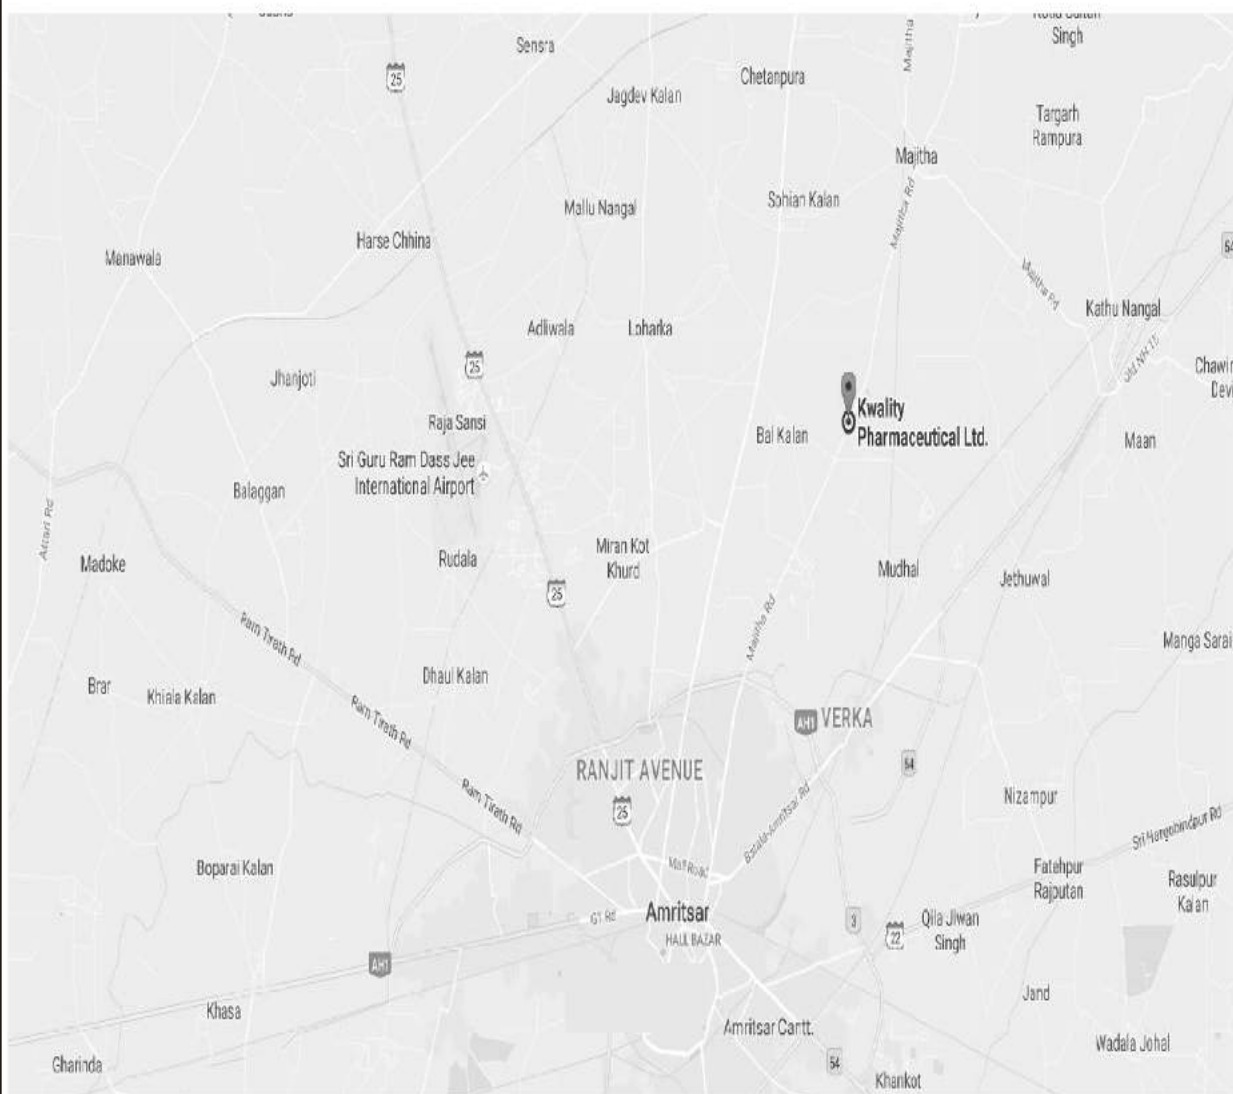 Singh
Sensra
25
Majitha
Chetanpura
Jagdev Kalan
Targarh
Rampura
Majitha
Sohian Kalan
Mallu Nangal
Majitha Rd
Harse Chhina
54
Manawala
Majitha Rd
Kathu Nangal
Adliwala
Loharka
Old NH 15
25
Chawin
Devi
Jhanjoti
Kwality
Pharmaceutical Ltd.
Raja Sansi
Bal Kalan
Maan
Sri Guru Ram Dass Jee
International Airport
Balaggan
Attari Rd
Miran Kot
Khurd
Rudala
Madoke
Mudhal
Jethuwal
25
Ram Tirath Rd
Majitha Rd
Manga Sarai
Dhaul Kalan
Brar
Khiala Kalan
Ram Tirath Rd
AH1
VERKA
RANJIT AVENUE
54
Nizampur
Ram Tirath Rd
25
Batala-Amritsar Rd
Sri Hargobindpur Rd
Boparai Kalan
Mall Road
Fatehpur
Rajputan
Rasulpur
Kalan
Amritsar
GT Rd
3
22
Qila Jiwan
Singh
HALL BAZAR
AH1
Jand
Khasa
Amritsar Cantt.
Wadala Johal
Gharinda
54
Khankot